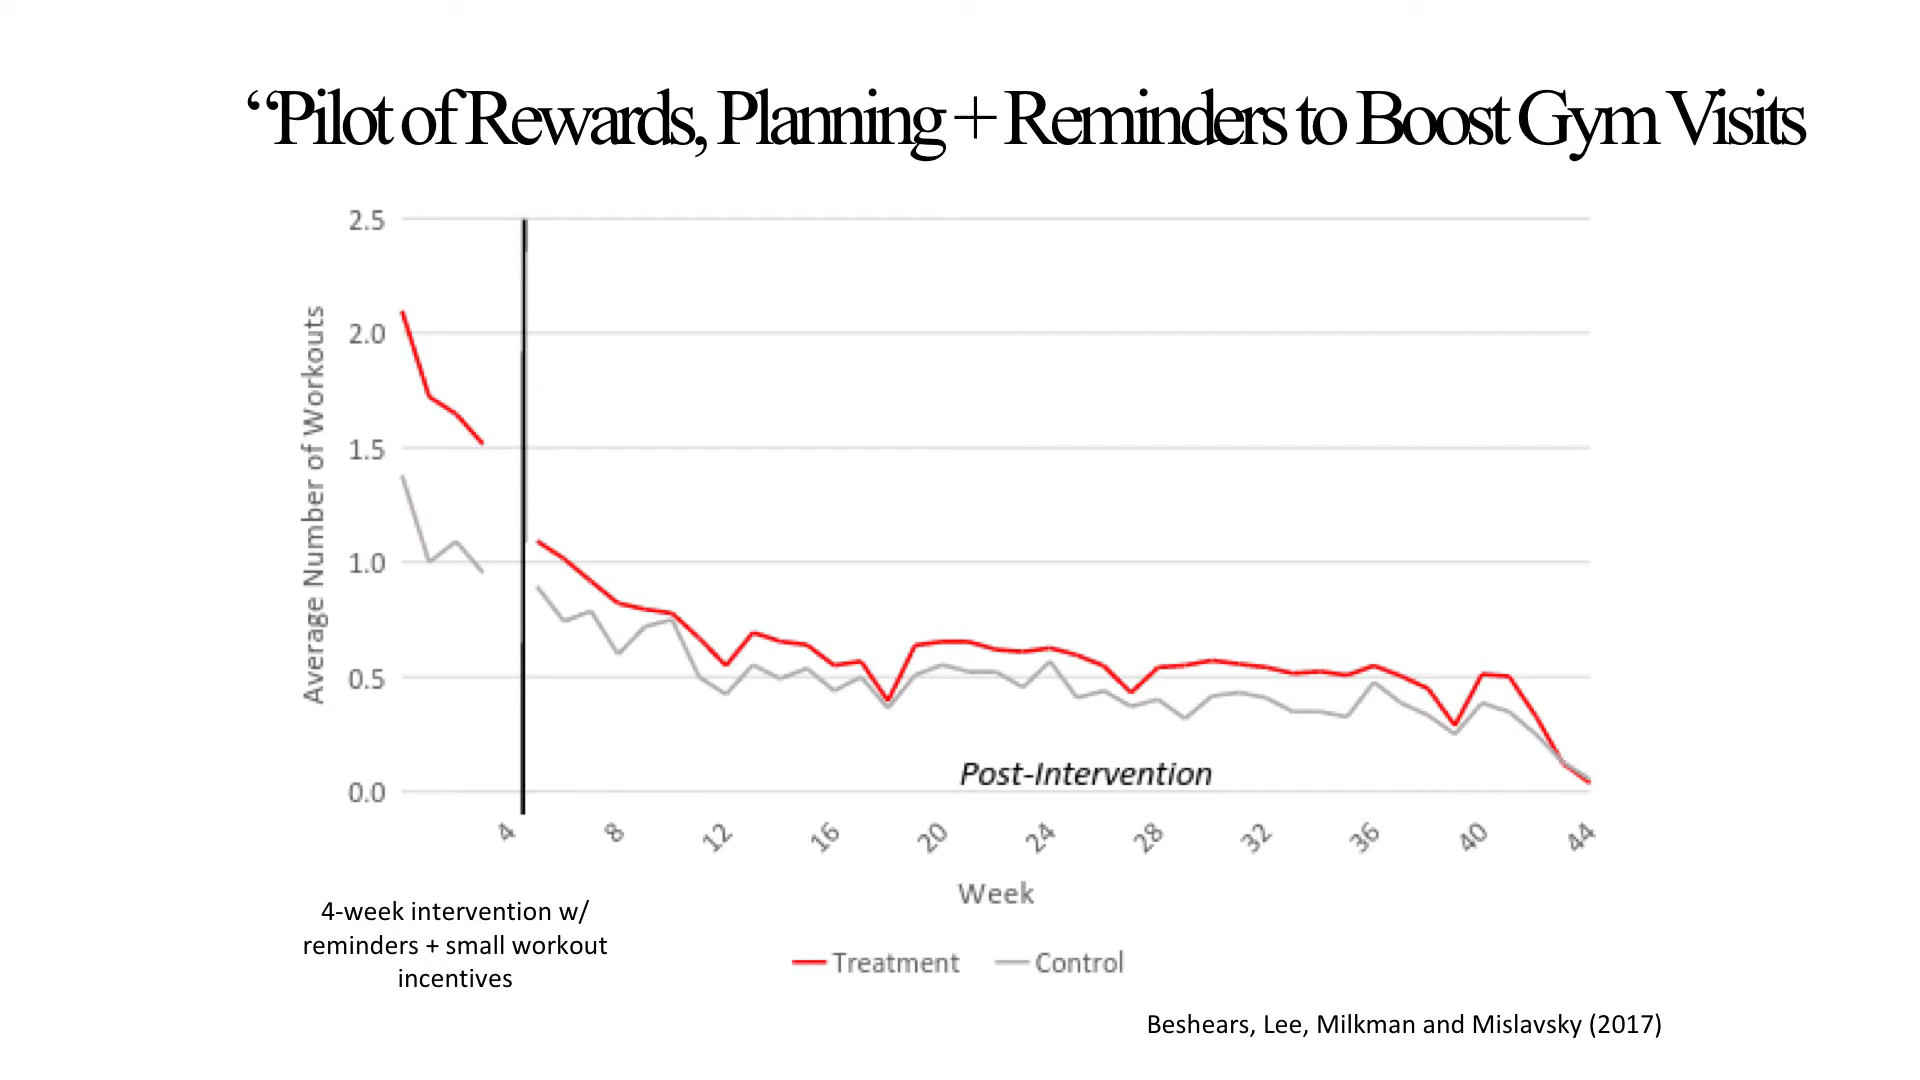 “Pilot of Rewards, Planning + Reminders to Boost Gym Visits
2.5
2.0
1.5
1.0
0.5
0.0
Average Number of Workouts
Post-Intervention
4 8 12 16 20 24 28 32 36 40 44
Week
4-week intervention w/
reminders + small workout
incentives
Treatment Control
Beshears, Lee, Milkman and Mislavsky (2017)